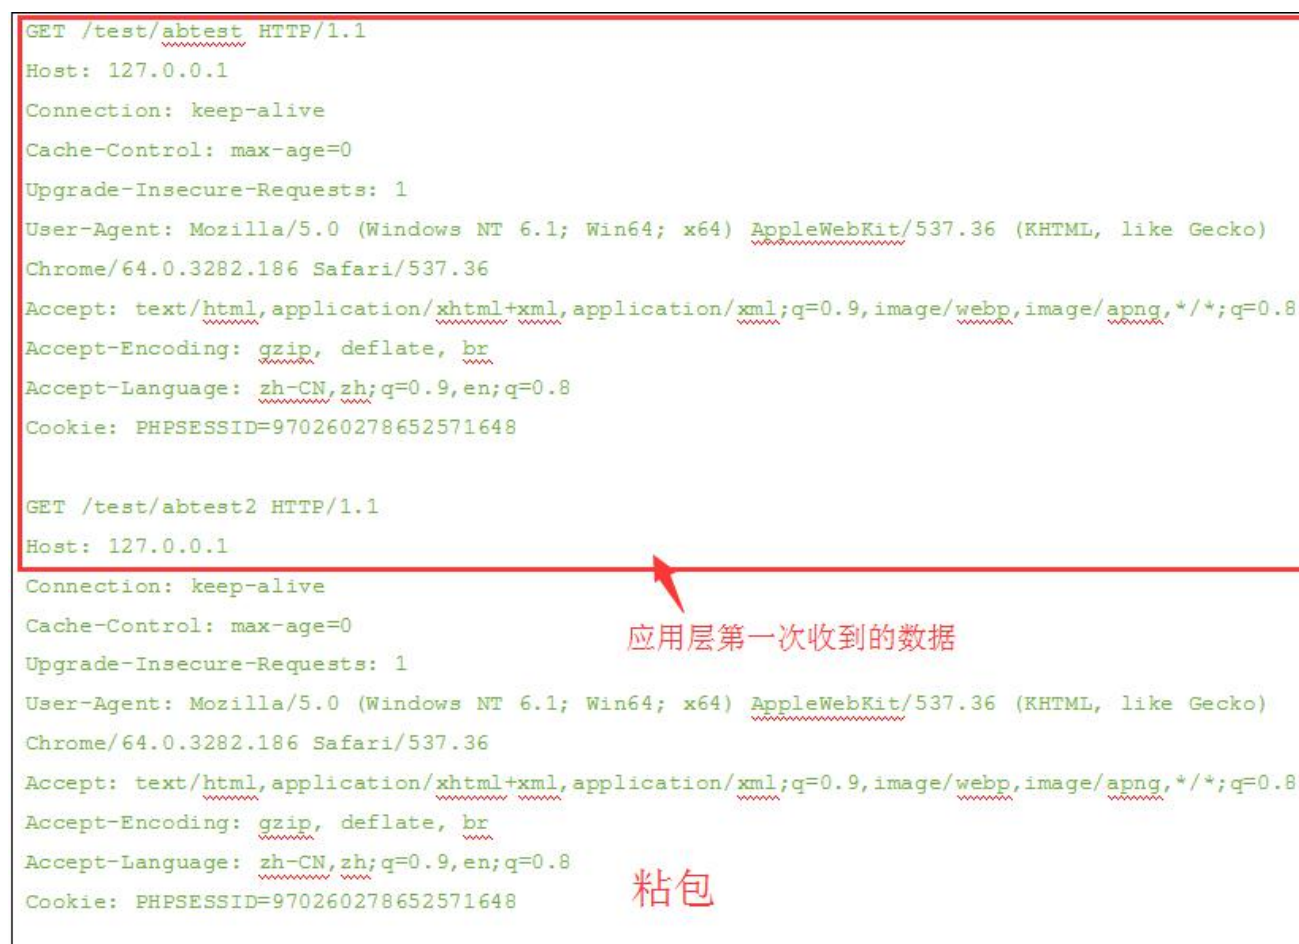 GET /test/abtest HTTP/1.1
Host: 127.0.0.1
Connection: keep-alive
Cache-Control: max-age=0
Upgrade-Insecure-Requests: 1
User-Agent: Mozilla/5.0 (Windows NT 6.1; Win64; x64) AppleWebKit/537.36 (KHTML, like Gecko)
Chrome/64.0.3282.186 Safari/537.36
Accept: text/html,application/xhtml+xml,application/xml;q=0.9,image/webp,image/apng,*/*;q=0.8
Accept-Encoding: gzip, deflate, br
Accept-Language: zh-CN,zh;q=0.9,en;q=0.8
Cookie: PHPSESSID=970260278652571648
GET /test/abtest2 HTTP/1.1
Host: 127.0.0.1
Connection: keep-alive
Cache-Control: max-age=0
应用层第一次收到的数据
Upgrade-Insecure-Requests: 1
User-Agent: Mozilla/5.0 (Windows NT 6.1; Win64; x64) AppleWebKit/537.36 (KHTML, like Gecko)
Chrome/64.0.3282.186 Safari/537.36
Accept: text/html,application/xhtml+xml,application/xml;q=0.9,image/webp,image/apng,*/*;q=0.8
Accept-Encoding: gzip, deflate, br
Accept-Language: zh-CN,zh;q=0.9,en;q=0.8
Cookie: PHPSESSID=970260278652571648
粘包